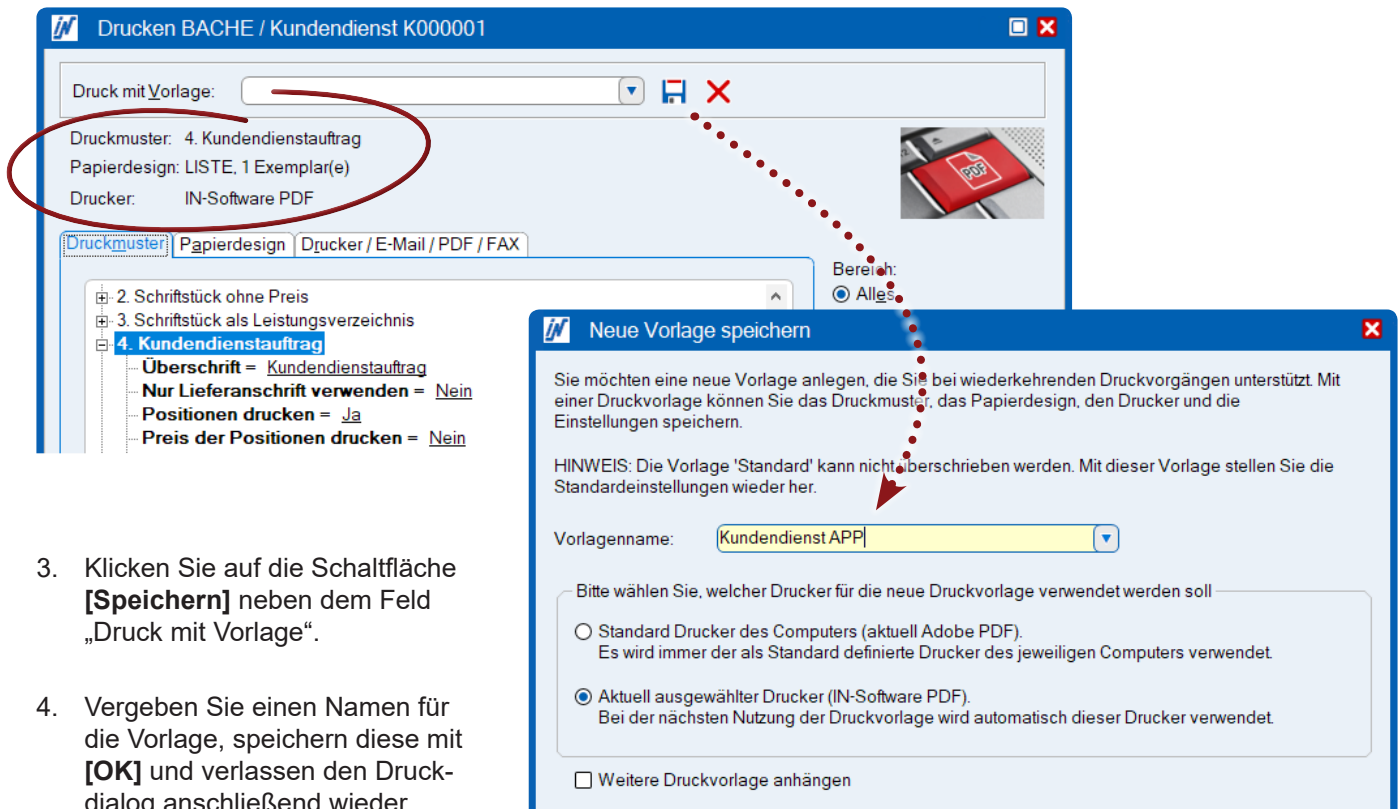 Drucken BACHE / Kundendienst K000001
Druck mit Vorlage:
Druckmuster: 4. Kundendienstauftrag
Papierdesign: LISTE, 1 Exemplar(e)
Drucker: IN-Software PDF
PDF
Druckmuster Papierdesign Drucker / E-Mail / PDF / FAX
Bereich:
Alles
2. Schriftstück ohne Preis
3. Schriftstück als Leistungsverzeichnis
4. Kundendienstauftrag
Überschrift = Kundendienstauftrag
Nur Lieferanschrift verwenden = Nein
Positionen drucken = Ja
Preis der Positionen drucken = Nein
Neue Vorlage speichern
Sie möchten eine neue Vorlage anlegen, die Sie bei wiederkehrenden Druckvorgängen unterstützt. Mit
einer Druckvorlage können Sie das Druckmuster, das Papierdesign, den Drucker und die
Einstellungen speichern.
HINWEIS: Die Vorlage 'Standard' kann nicht überschrieben werden. Mit dieser Vorlage stellen Sie die
Standardeinstellungen wieder her.
Vorlagenname: Kundendienst APP
Bitte wählen Sie, welcher Drucker für die neue Druckvorlage verwendet werden soll
Standard Drucker des Computers (aktuell Adobe PDF).
Es wird immer der als Standard definierte Drucker des jeweiligen Computers verwendet.
Aktuell ausgewählter Drucker (IN-Software PDF).
Bei der nächsten Nutzung der Druckvorlage wird automatisch dieser Drucker verwendet.
Weitere Druckvorlage anhängen
3. Klicken Sie auf die Schaltfläche
[Speichern] neben dem Feld
„Druck mit Vorlage“.
4. Vergeben Sie einen Namen für
die Vorlage, speichern diese mit
[OK] und verlassen den Druck-
dialog anschließend wieder